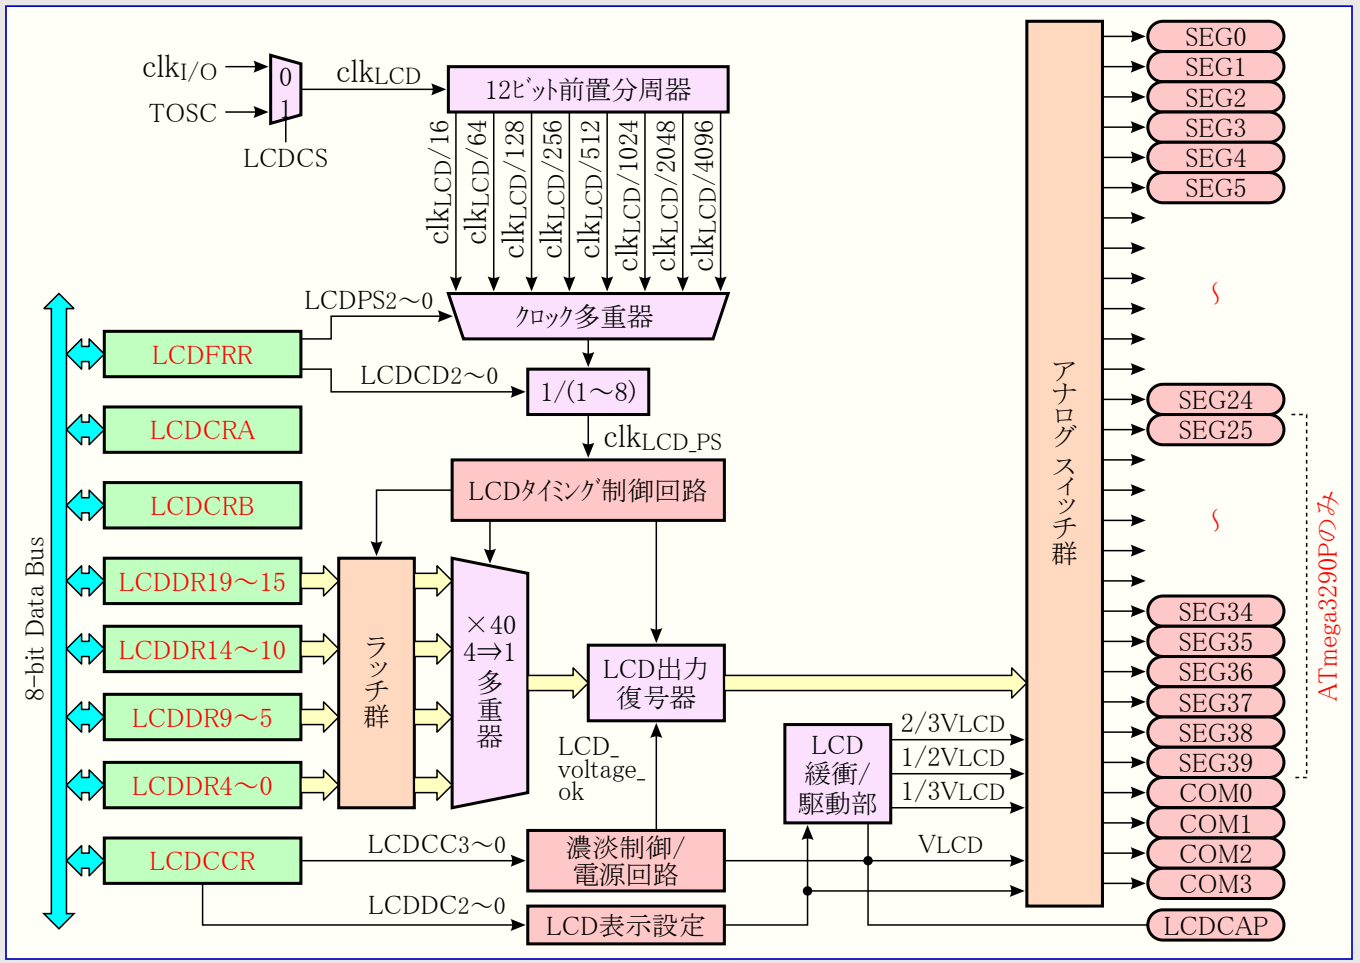 clkI/O
TOSC
0
1
LCDCS
clkLCD
12ビット前置分周器
clkLCD/16
clkLCD/64
clkLCD/128
clkLCD/256
clkLCD/512
clkLCD/1024
clkLCD/2048
clkLCD/4096
LCDPS2～0
クロック多重器
LCDFRR
LCDCD2～0
1/(1～8)
LCDCRA
clkLCD_PS
LCDタイミング制御回路
LCDCRB
8-bit Data Bus
LCDDR19～15
LCDDR14～10
LCDDR9～5
LCDDR4～0
ラッチ群
×40
4⇒1
多重器
LCD出力
復号器
LCD_
voltage_
ok
LCD
緩衝/
駆動部
2/3VLCD
1/2VLCD
1/3VLCD
VLCD
LCDCCR
LCDCC3～0
濃淡制御/
電源回路
LCDDC2～0
LCD表示設定
アナログ スイッチ群
SEG0
SEG1
SEG2
SEG3
SEG4
SEG5
～
SEG24
SEG25
～
SEG34
SEG35
SEG36
SEG37
SEG38
SEG39
COM0
COM1
COM2
COM3
LCDCAP
ATmega3290Pのみ